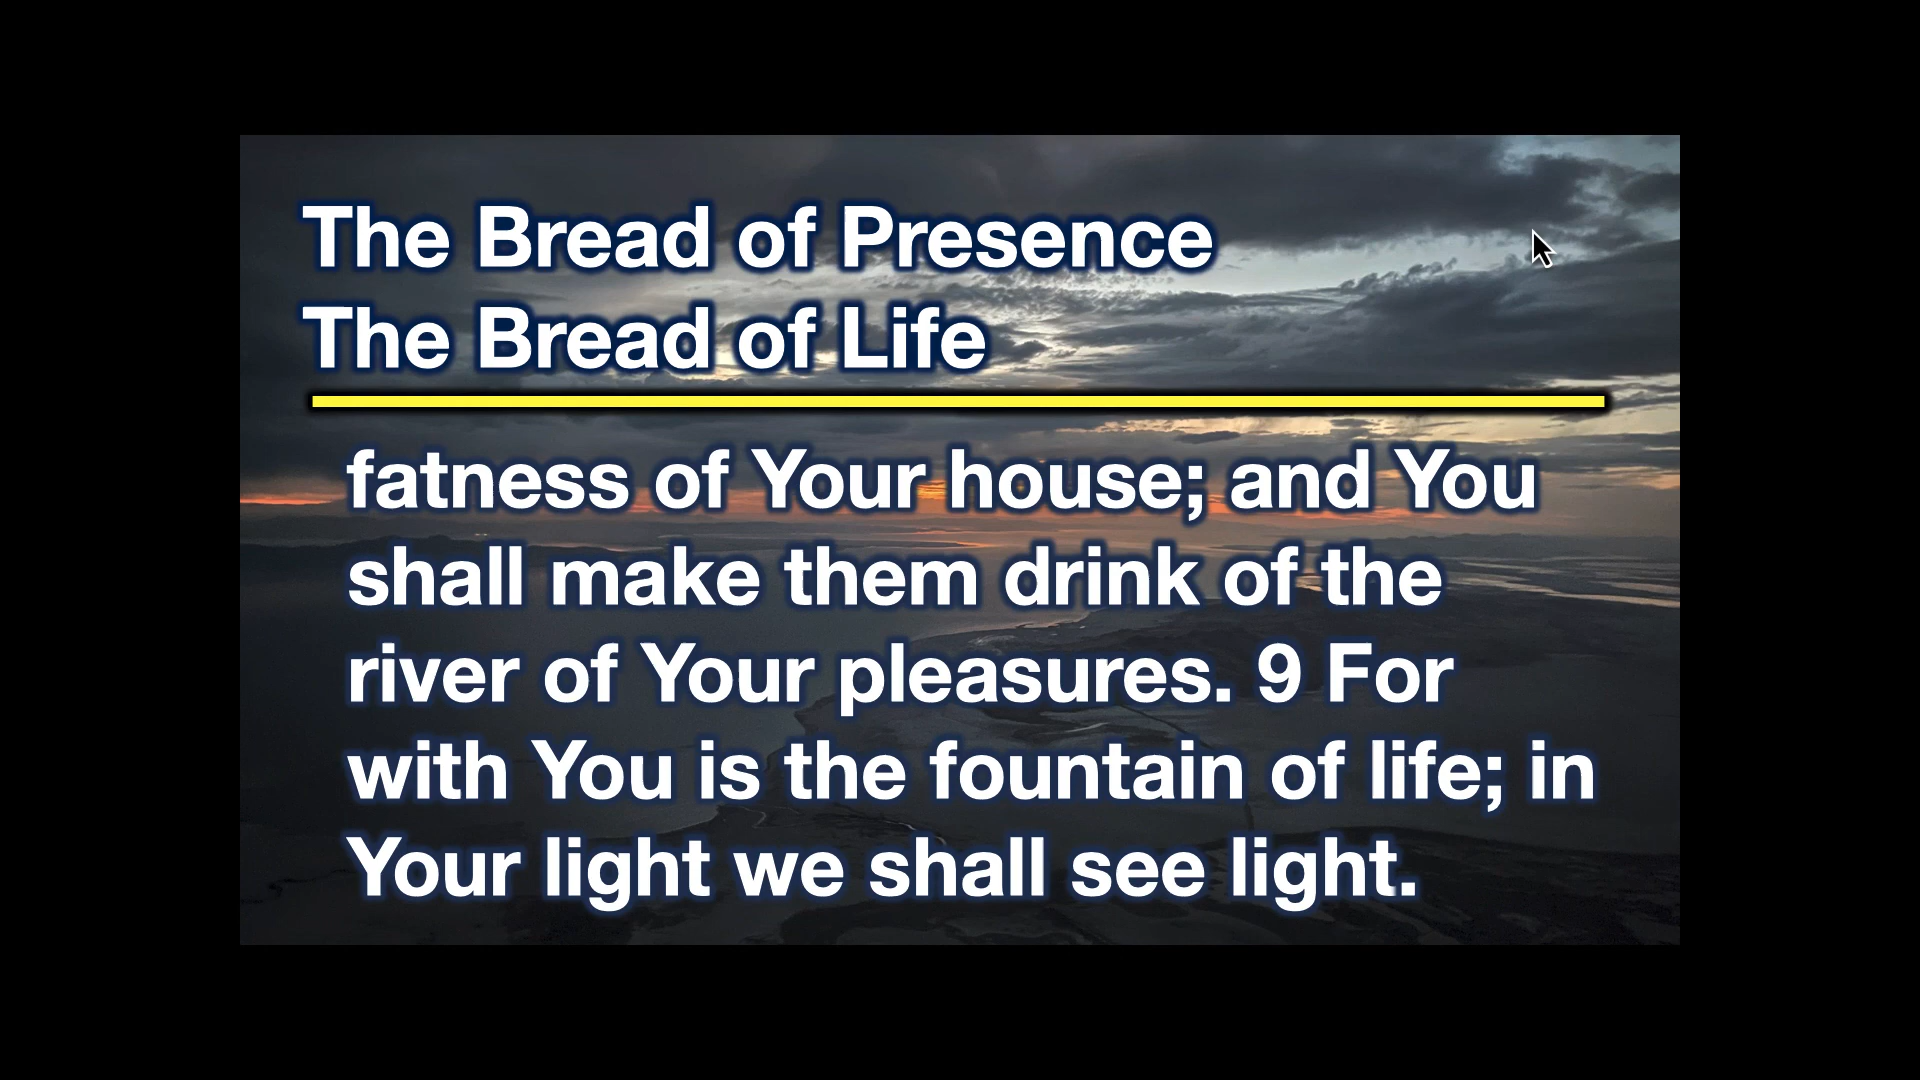 The Bread of Presence
The Bread of Life
fatness of Your house; and You
shall make them drink of the
river of Your pleasures. 9 For
with You is the fountain of life; in
Your light we shall see light.